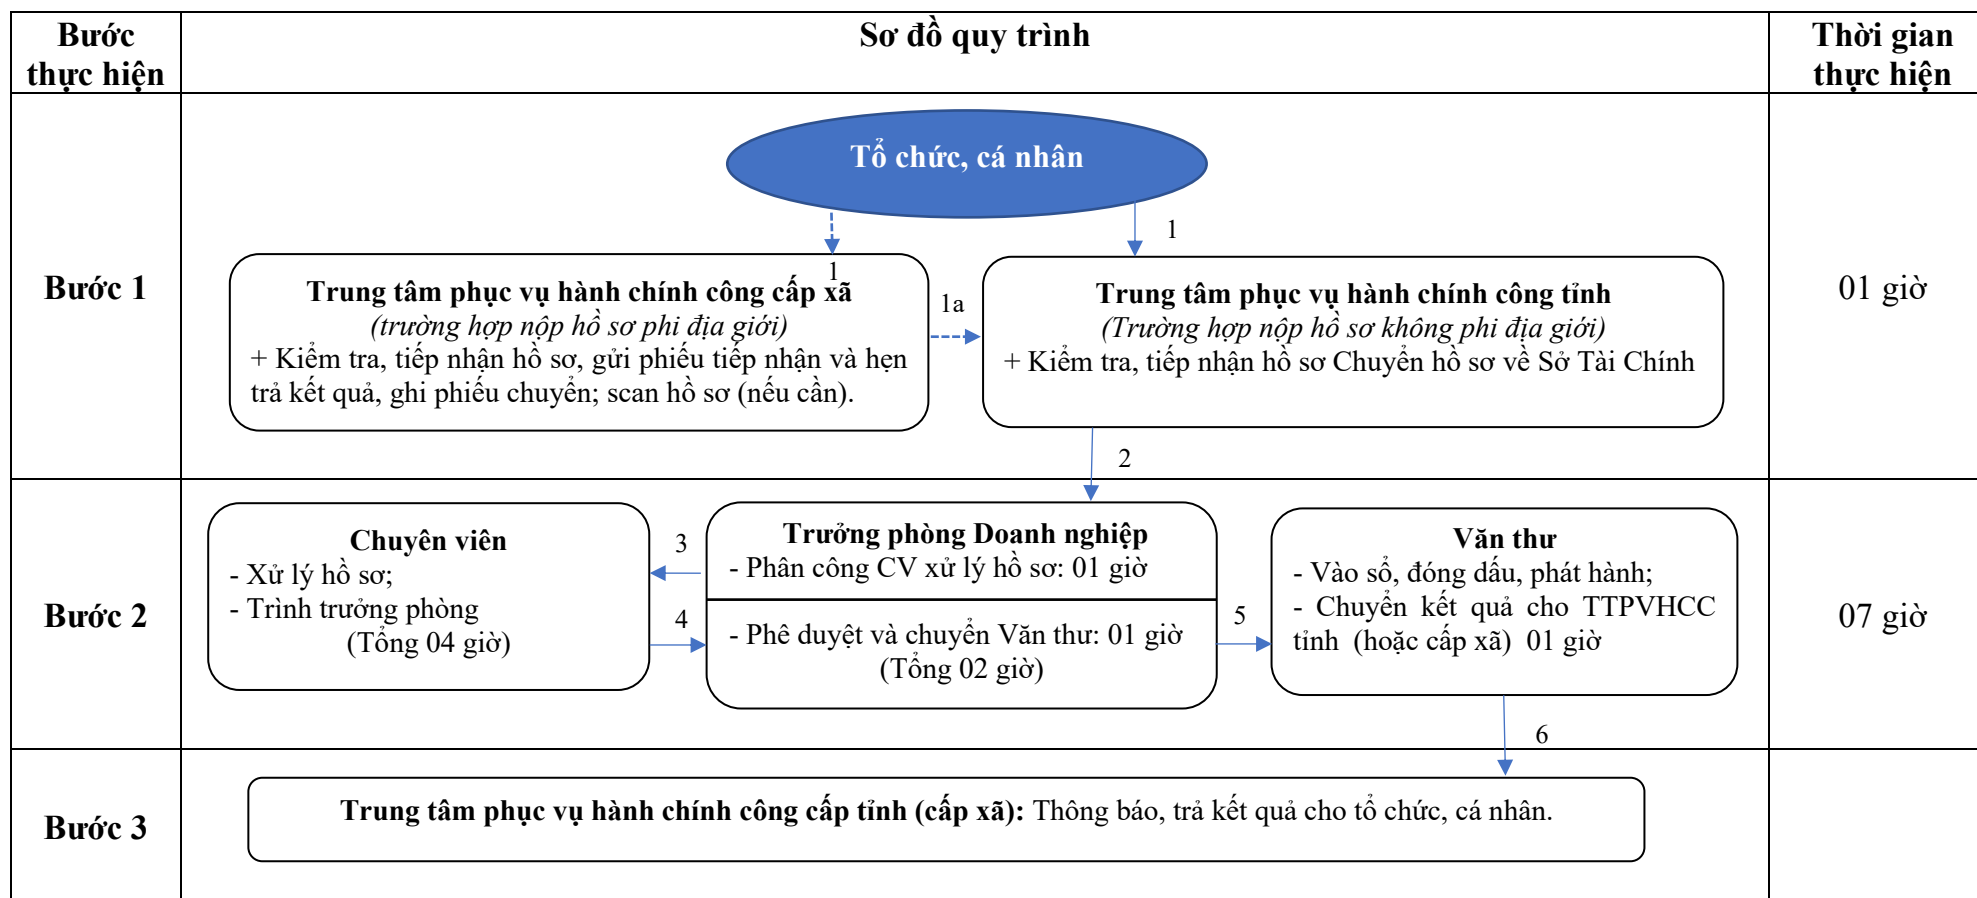 Bước
thực hiện
Sơ đồ quy trình
Thời gian
thực hiện
Bước 1
Tổ chức, cá nhân
1
1
Trung tâm phục vụ hành chính công cấp xã
(trường hợp nộp hồ sơ phi địa giới)
+ Kiểm tra, tiếp nhận hồ sơ, gửi phiếu tiếp nhận và hẹn
trả kết quả, ghi phiếu chuyển; scan hồ sơ (nếu cần).
1a
Trung tâm phục vụ hành chính công tỉnh
(Trường hợp nộp hồ sơ không phi địa giới)
+ Kiểm tra, tiếp nhận hồ sơ Chuyển hồ sơ về Sở Tài Chính
01 giờ
2
Bước 2
Chuyên viên
- Xử lý hồ sơ;
- Trình trưởng phòng
(Tổng 04 giờ)
3
4
Trưởng phòng Doanh nghiệp
- Phân công CV xử lý hồ sơ: 01 giờ
- Phê duyệt và chuyển Văn thư: 01 giờ
(Tổng 02 giờ)
5
Văn thư
- Vào sổ, đóng dấu, phát hành;
- Chuyển kết quả cho TTPVHCC
tỉnh (hoặc cấp xã) 01 giờ
07 giờ
6
Bước 3
Trung tâm phục vụ hành chính công cấp tỉnh (cấp xã): Thông báo, trả kết quả cho tổ chức, cá nhân.